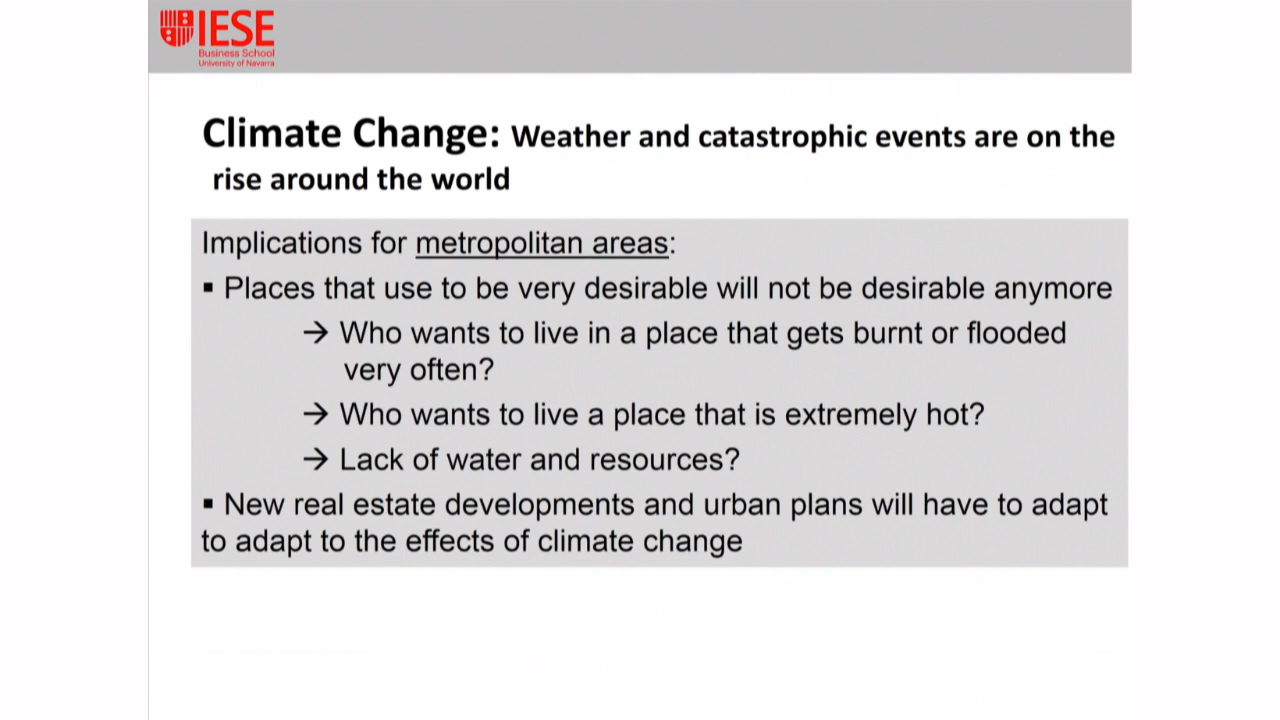 IESE
Business School
University of Navarra
Climate Change: Weather and catastrophic events are on the
rise around the world
Implications for metropolitan areas:
▪ Places that use to be very desirable will not be desirable anymore
→ Who wants to live in a place that gets burnt or flooded
very often?
→ Who wants to live a place that is extremely hot?
→ Lack of water and resources?
▪ New real estate developments and urban plans will have to adapt
to adapt to the effects of climate change